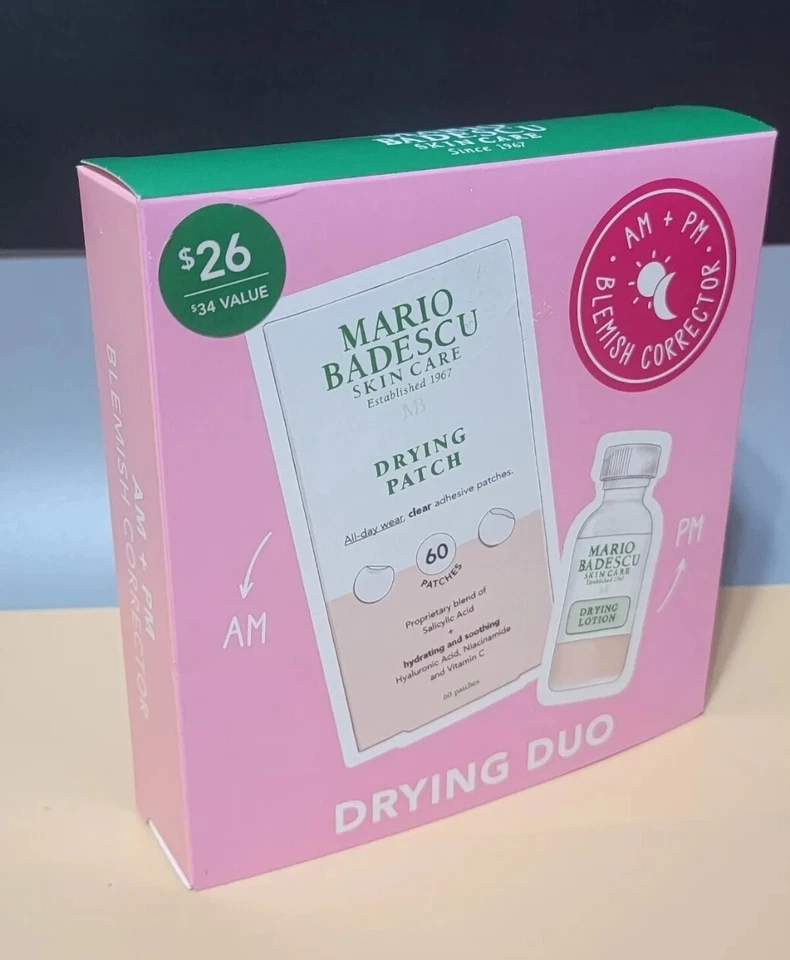 BADESCU
SKIN CARE
Since 1967
$26
$34 VALUE
AM + PM
BLEMISH CORRECTOR
MARIO
BADESCU
SKIN CARE
Established 1967
MB
DRYING
PATCH
All-day wear, clear adhesive patches.
60
PATCHES
Proprietary blend of
Salicylic Acid
+
hydrating and soothing
Hyaluronic Acid, Niacinamide
and Vitamin C
60 patches
AM
PM
MARIO
BADESCU
SKIN CARE
Established 1967
MB
DRYING
LOTION
DRYING DUO
AM + PM
BLEMISH CORRECTOR